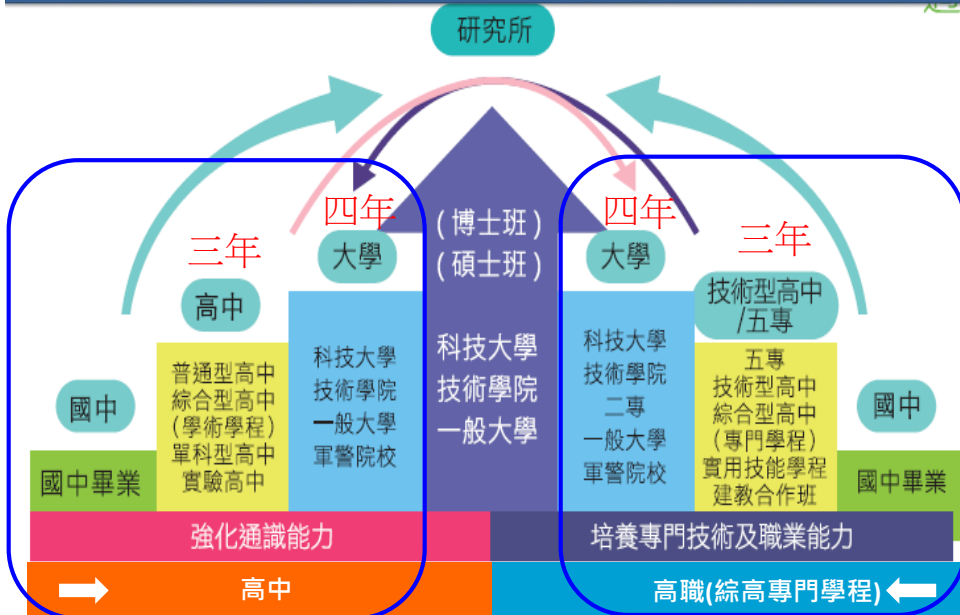 研究所
四年
四年
三年
三年
大學
大學
高中
技術型高中
/五專
國中
國中
(博士班)
(碩士班)
科技大學
技術學院
一般大學
國中畢業
普通型高中
綜合型高中
(學術學程)
單科型高中
實驗高中
科技大學
技術學院
一般大學
軍警院校
科技大學
技術學院
二專
一般大學
軍警院校
五專
技術型高中
綜合型高中
(專門學程)
實用技能學程
建教合作班
國中畢業
強化通識能力
培養專門技術及職業能力
高中
高職(綜高專門學程)